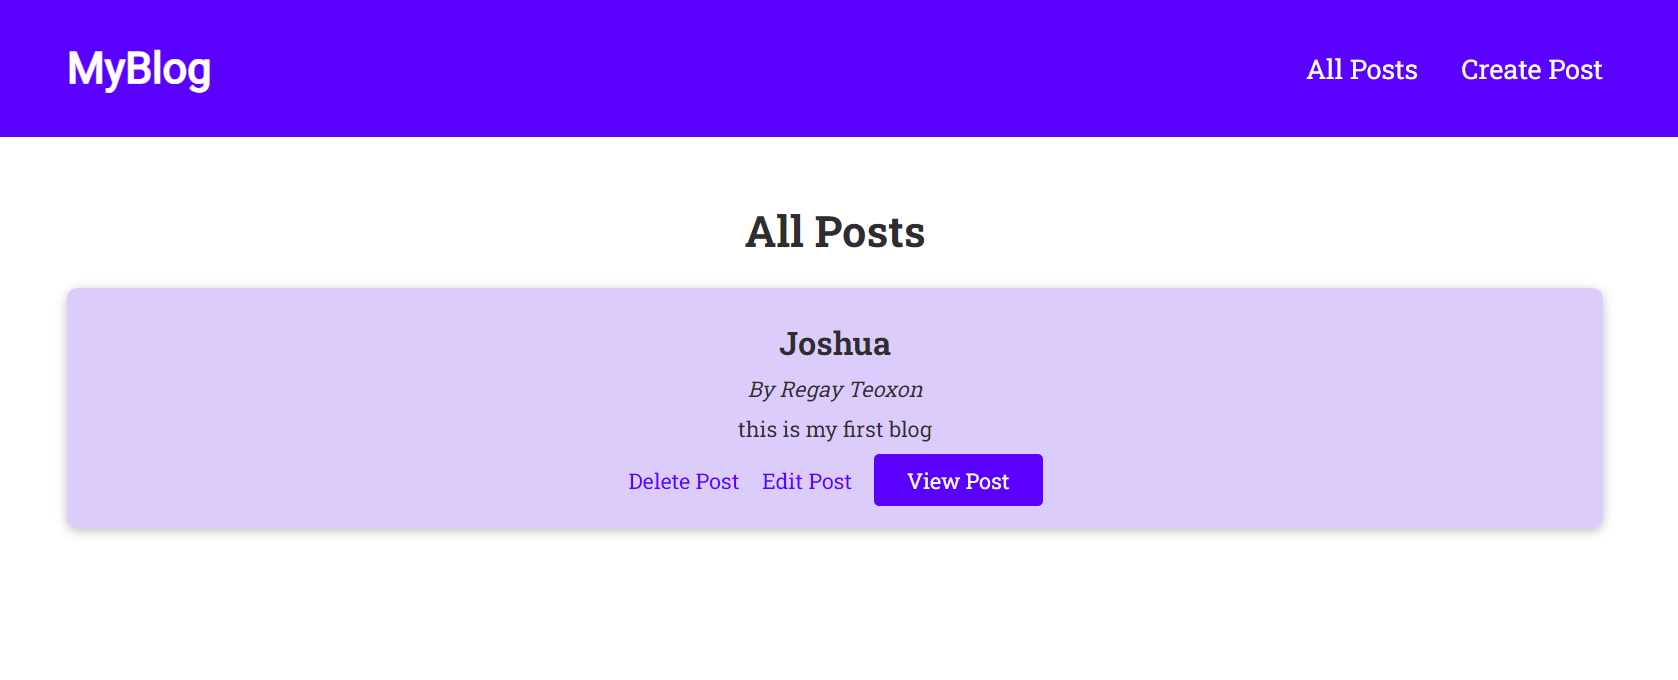 MyBlog
All Posts Create Post
All Posts
Joshua
By Regay Teoxon
this is my first blog
Delete Post Edit Post View Post